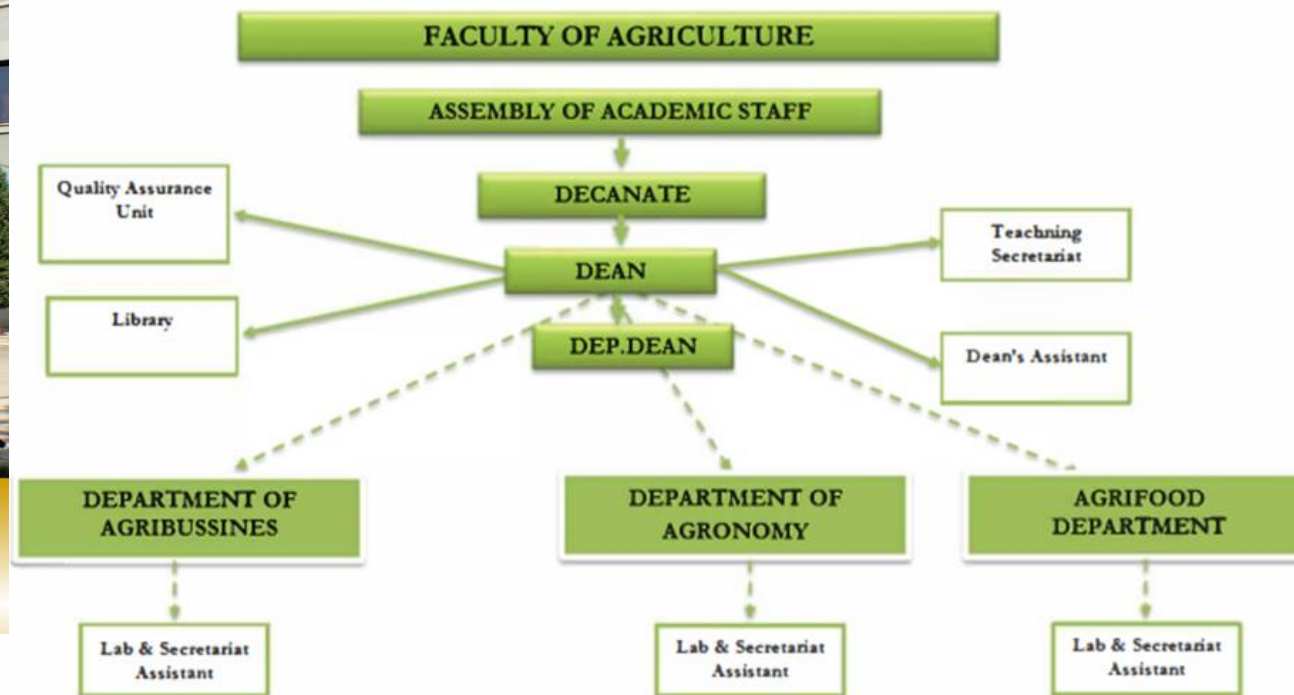 FACULTY OF AGRICULTURE
ASSEMBLY OF ACADEMIC STAFF
DECANATE
Quality Assurance
Unit
Teachning
Secretariat
DEAN
Library
DEP.DEAN
Dean's Assistant
DEPARTMENT OF
AGRIBUSSINES
DEPARTMENT OF
AGRONOMY
AGRIFOOD
DEPARTMENT
Lab & Secretariat
Assistant
Lab & Secretariat
Assistant
Lab & Secretariat
Assistant